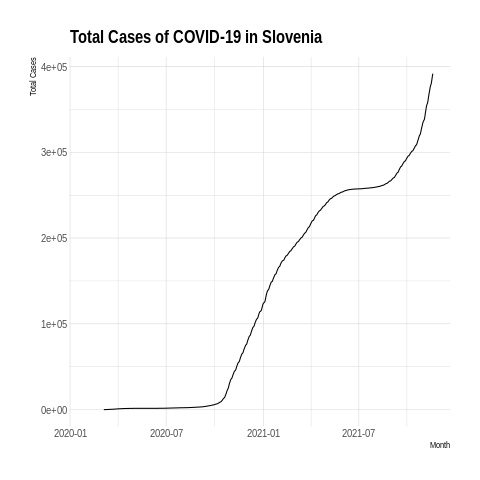 Total Cases of COVID-19 in Slovenia
Total Cases
4e+05
3e+05
2e+05
1e+05
0e+00
2020-01 2020-07 2021-01 2021-07
Month